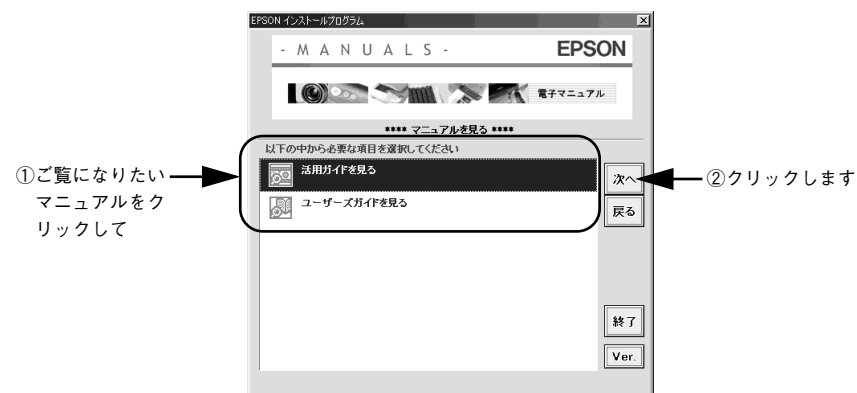 EPSON インストールプログラム
- M A N U A L S -
EPSON
電子マニュアル
**** マニュアルを見る ****
以下の中から必要な項目を選択してください
活用ガイドを見る
ユーザーズガイドを見る
次へ
戻る
終了
Ver.
①ご覧になりたい
マニュアルをク
リックして
②クリックします